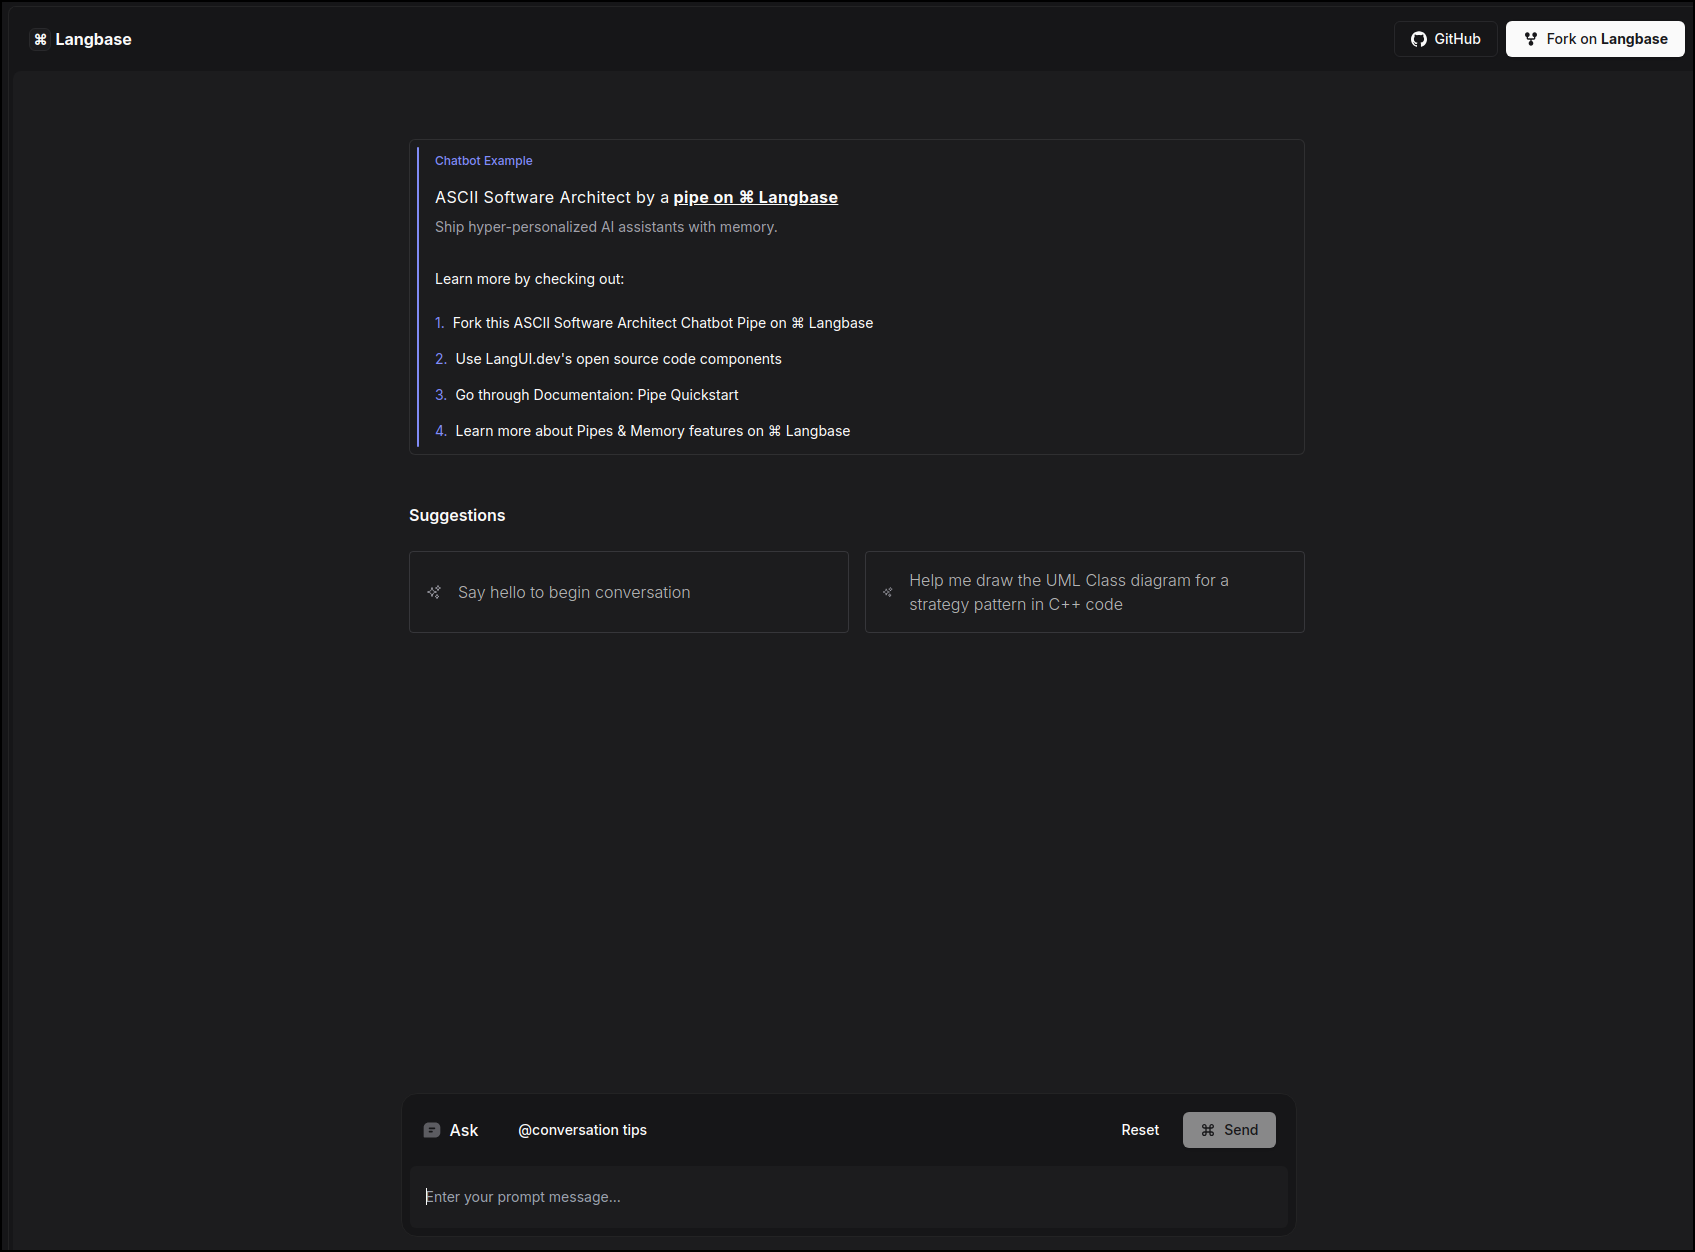 ⌘ Langbase
GitHub
Fork on Langbase
Chatbot Example
ASCII Software Architect by a pipe on ⌘ Langbase
Ship hyper-personalized AI assistants with memory.
Learn more by checking out:
1. Fork this ASCII Software Architect Chatbot Pipe on ⌘ Langbase
2. Use LangUI.dev's open source code components
3. Go through Documentaion: Pipe Quickstart
4. Learn more about Pipes & Memory features on ⌘ Langbase
Suggestions
Say hello to begin conversation
Help me draw the UML Class diagram for a
strategy pattern in C++ code
Ask
@conversation tips
Reset
⌘ Send
Enter your prompt message...